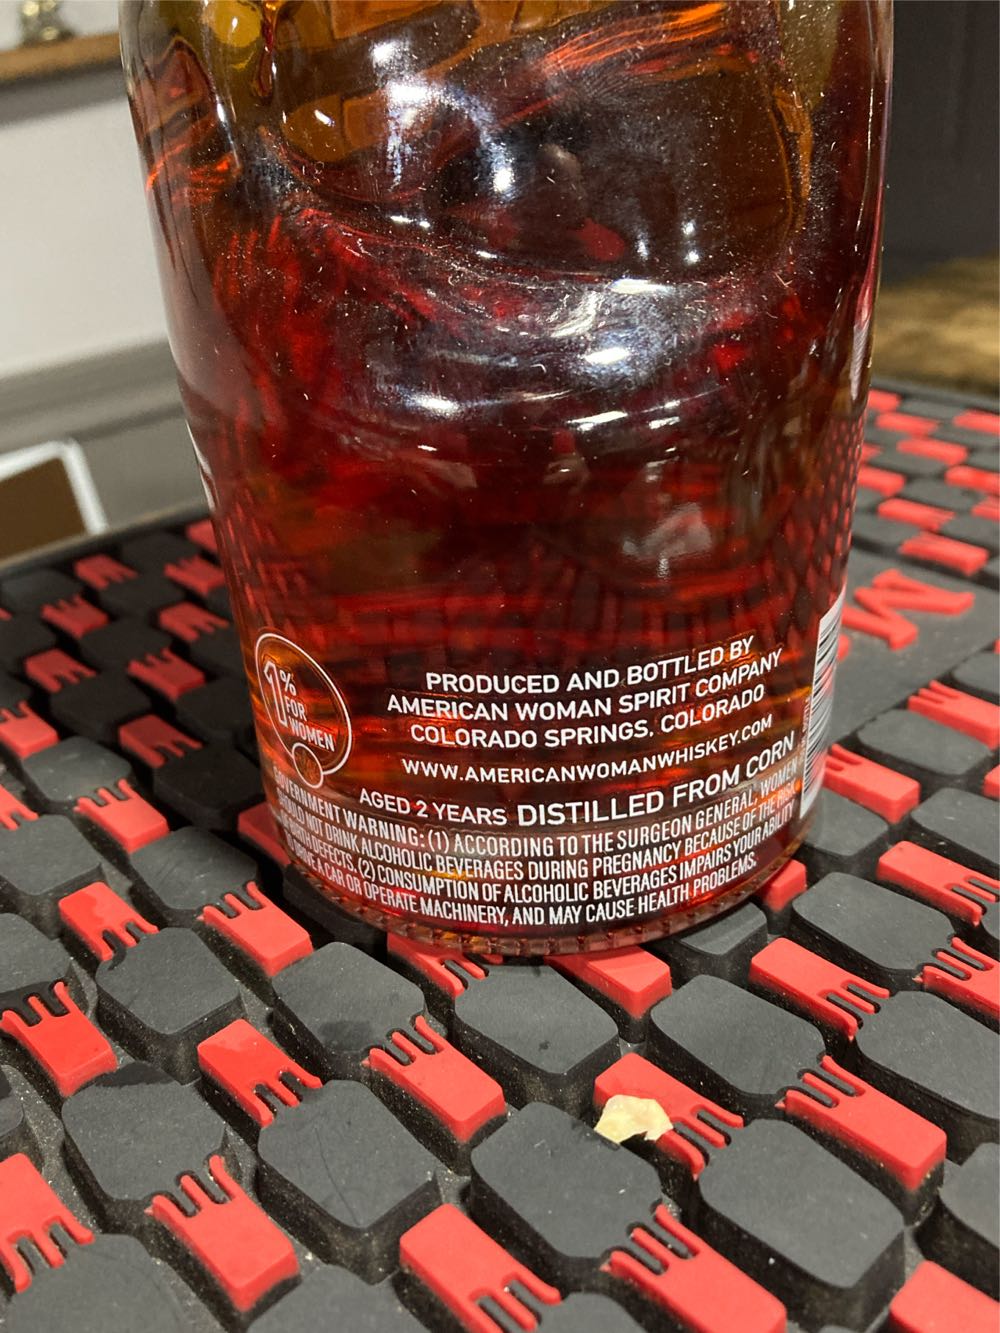 1%
FOR
WOMEN
PRODUCED AND BOTTLED BY
AMERICAN WOMAN SPIRIT COMPANY
COLORADO SPRINGS, COLORADO
WWW.AMERICANWOMANWHISKEY.COM
AGED 2 YEARS DISTILLED FROM CORN
GOVERNMENT WARNING: (1) ACCORDING TO THE SURGEON GENERAL, WOMEN
SHOULD NOT DRINK ALCOHOLIC BEVERAGES DURING PREGNANCY BECAUSE OF THE RISK
DEFECTS. (2) CONSUMPTION OF ALCOHOLIC BEVERAGES IMPAIRS YOUR ABILITY
DRIVE A CAR OR OPERATE MACHINERY, AND MAY CAUSE HEALTH PROBLEMS.
M